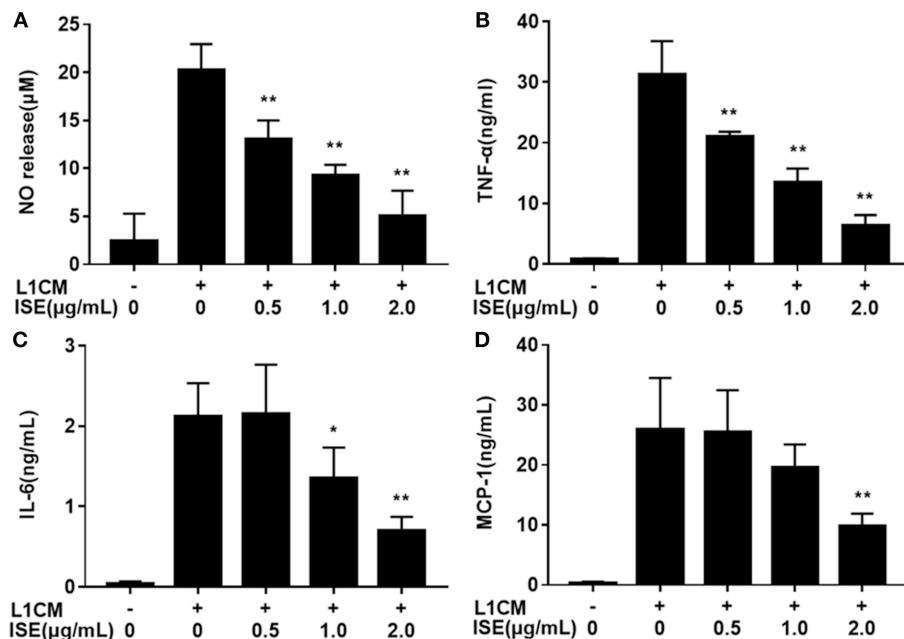 A
NO release(µM)
25
20
15
10
5
0
**
**
**
L1CM - + + + +
ISE(µg/mL) 0 0 0.5 1.0 2.0
B
TNF-α(ng/ml)
40
30
20
10
0
**
**
**
L1CM - + + + +
ISE(µg/mL) 0 0 0.5 1.0 2.0
C
IL-6(ng/mL)
3
2
1
0
*
**
L1CM - + + + +
ISE(µg/mL) 0 0 0.5 1.0 2.0
D
MCP-1(ng/mL)
40
30
20
10
0
**
L1CM - + + + +
ISE(µg/mL) 0 0 0.5 1.0 2.0